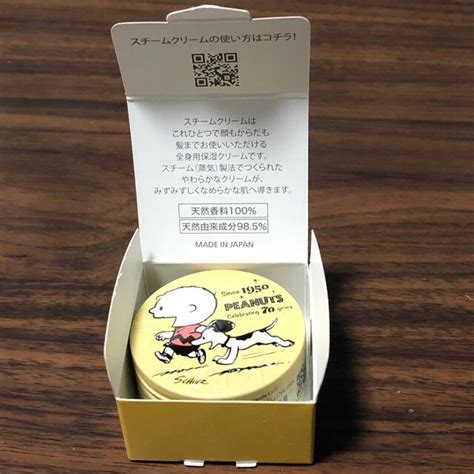 スチームクリームの使い方はコチラ!
スチームクリームは
これひとつで顔もからだも
髪までお使いいただける
全身用保湿クリームです。
スチーム(蒸気)製法でつくられた
やわらかなクリームが、
みずみずしくなめらかな肌へ導きます。
天然香料100%
天然由来成分98.5%
MADE IN JAPAN
Since 1950
PEANUTS
Celebrating 70 years
SCHULZ